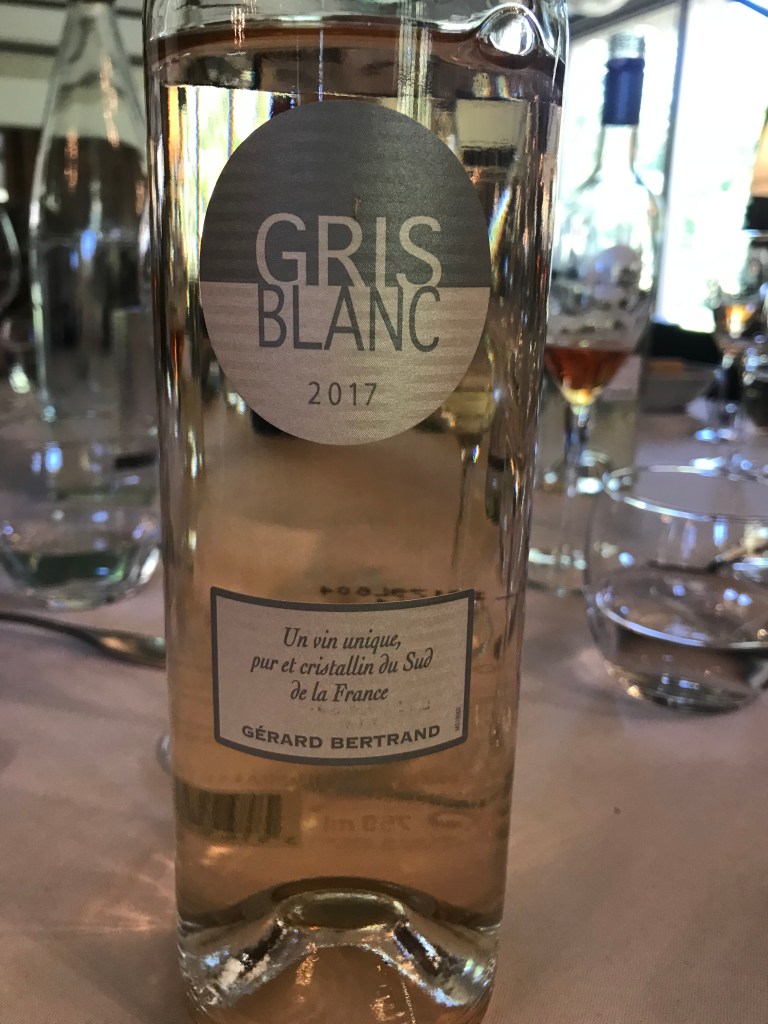 GRIS
BLANC
2017
Un vin unique,
pur et cristallin du Sud
de la France
GÉRARD BERTRAND